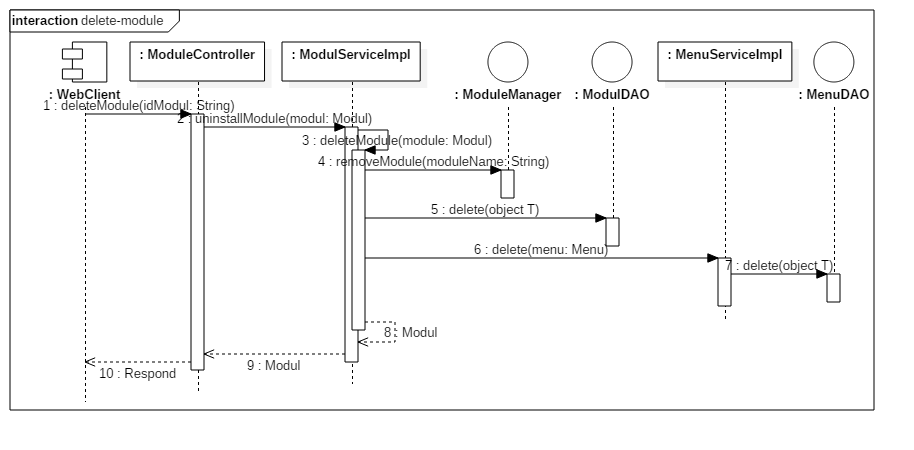 interaction delete-module
: ModuleController
: ModulServiceImpl
: MenuServiceImpl
: WebClient
: ModuleManager
: ModulDAO
: MenuDAO
1 : deleteModule(idModul: String)
2 : uninstallModule(modul: Modul)
3 : deleteModule(module: Modul)
4 : removeModule(moduleName: String)
5 : delete(object T)
6 : delete(menu: Menu)
7 : delete(object T)
8 : Modul
9 : Modul
10 : Respond